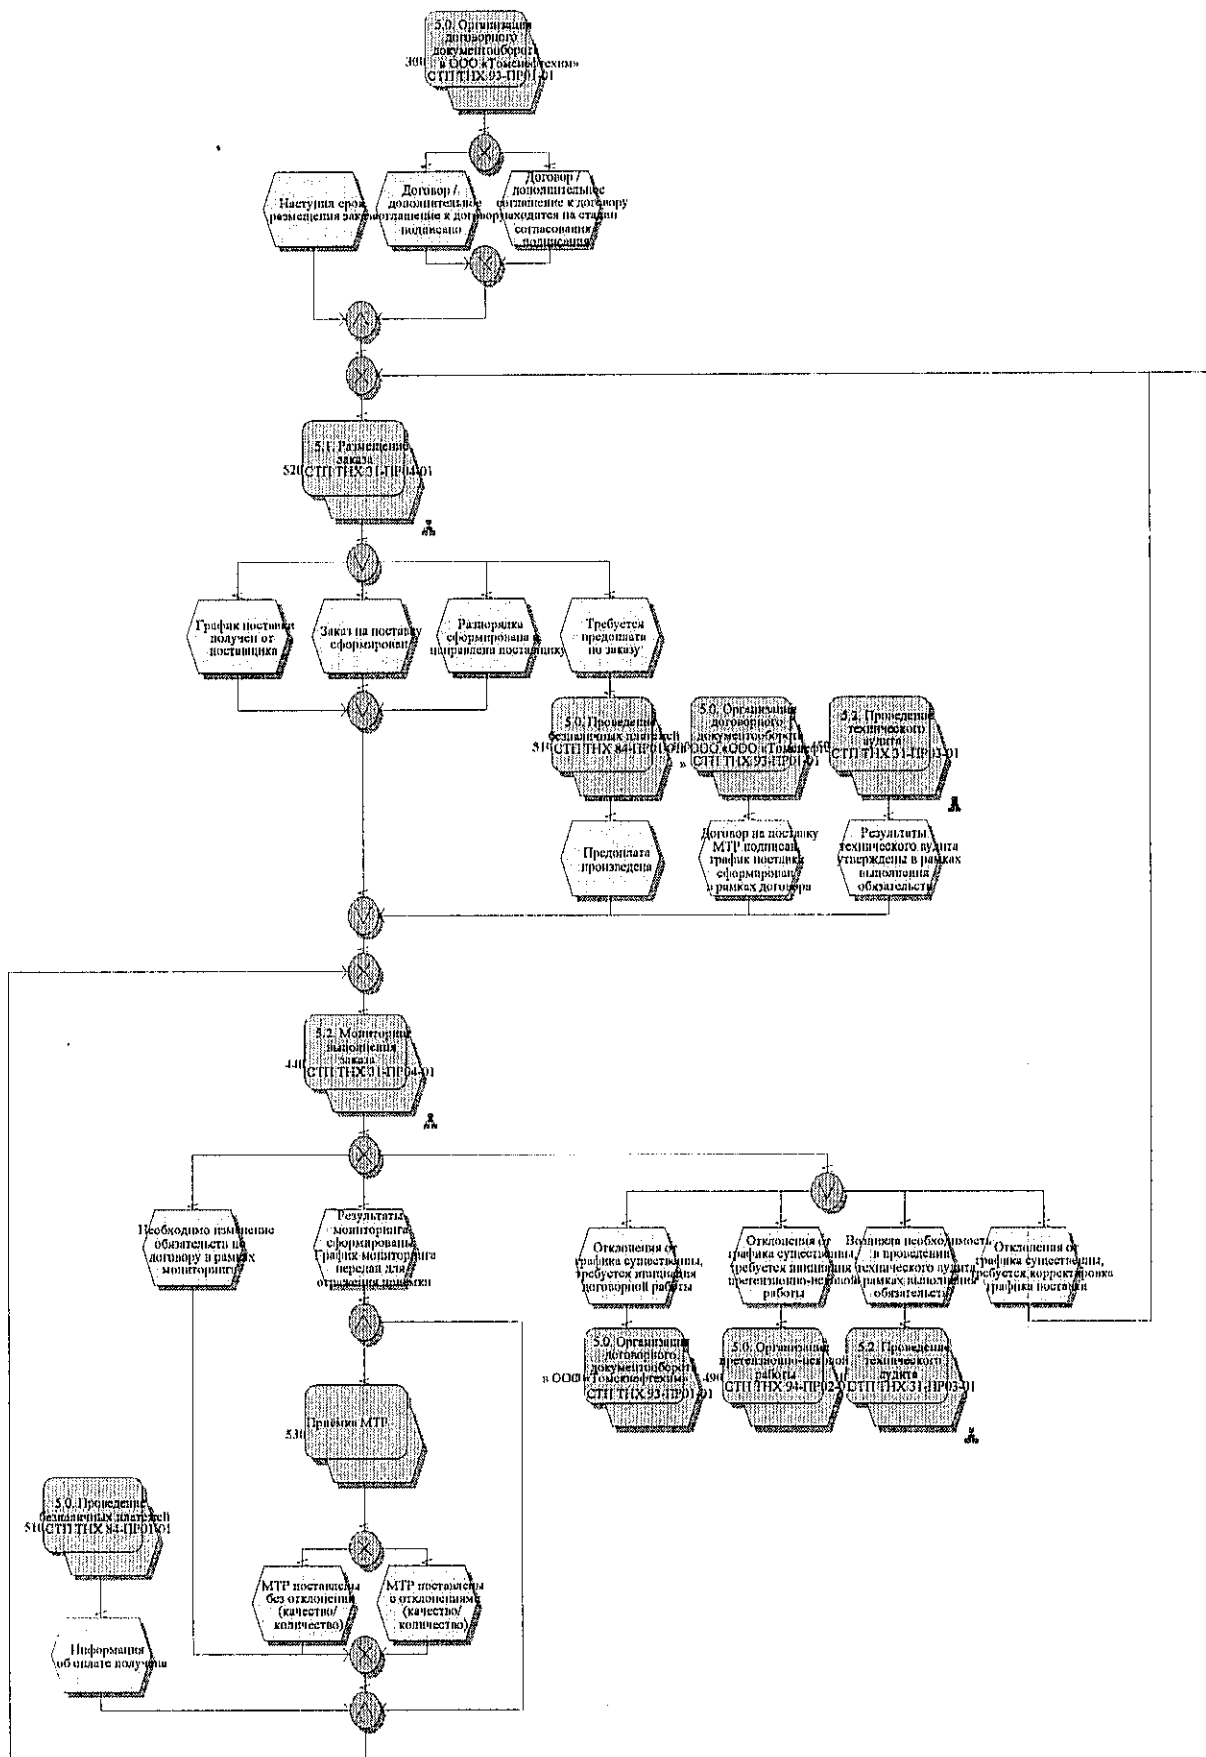 5.0. Организация
договорного
документооборота
в ООО «Томскнефтехим»
СТП ТНХ 93-ПР01-01
Наступил срок
размещения заказа
Договор /
дополнительное
соглашение к договору
подписано
Договор /
дополнительное
соглашение к договору
находится на стадии
согласования
подписания
5.1. Размещение
заказа
520
СТП ТНХ 31-ПР04-01
График поставки
получен от
поставщика
Заказ на поставку
сформирован
Разнорядка
сформирована и
направлена поставщику
Требуется
предоплата
по заказу
5.0. Проведение
безналичных платежей
СТП ТНХ 84-ПР01-01
5.0. Организация
договорного
документооборота
СТП ТНХ 93-ПР01-01
5.2. Проведение
технического
аудита
СТП ТНХ 31-ПР03-01
Предоплата
произведена
Договор на поставку
МТР подписан,
график поставки
сформирован
в рамках договора
Результаты
технического аудита
утверждены в рамках
выполнения
обязательств
5.2. Мониторинг
выполнения
заказа
440
СТП ТНХ 31-ПР04-01
Необходимо изменение
обязательств по
договору в рамках
мониторинга
Результаты
мониторинга
сформированы
График мониторинга
передан для
отражения приемки
Отклонения от
графика существенны,
требуется инициация
договорной работы
Отклонения от
графика существенны,
требуется инициация
претензионно-исковой
работы
Возникла необходимость
в проведении
технического аудита
в рамках выполнения
обязательств
Отклонения от
графика существенны,
требуется корректировка
графика поставки
5.0. Организация
договорного
документооборота
в ООО «Томскнефтехим»
СТП ТНХ 93-ПР01-01
5.0. Организация
претензионно-исковой
работы
490
СТП ТНХ 94-ПР02-01
5.2. Проведение
технического
аудита
СТП ТНХ 31-ПР03-01
Приемка МТР
530
5.0. Проведение
безналичных платежей
510
СТП ТНХ 84-ПР01-01
МТР поставлены
без отклонений
(качество/
количество)
МТР поставлены
с отклонениями
(качество/
количество)
Информация
об оплате получена